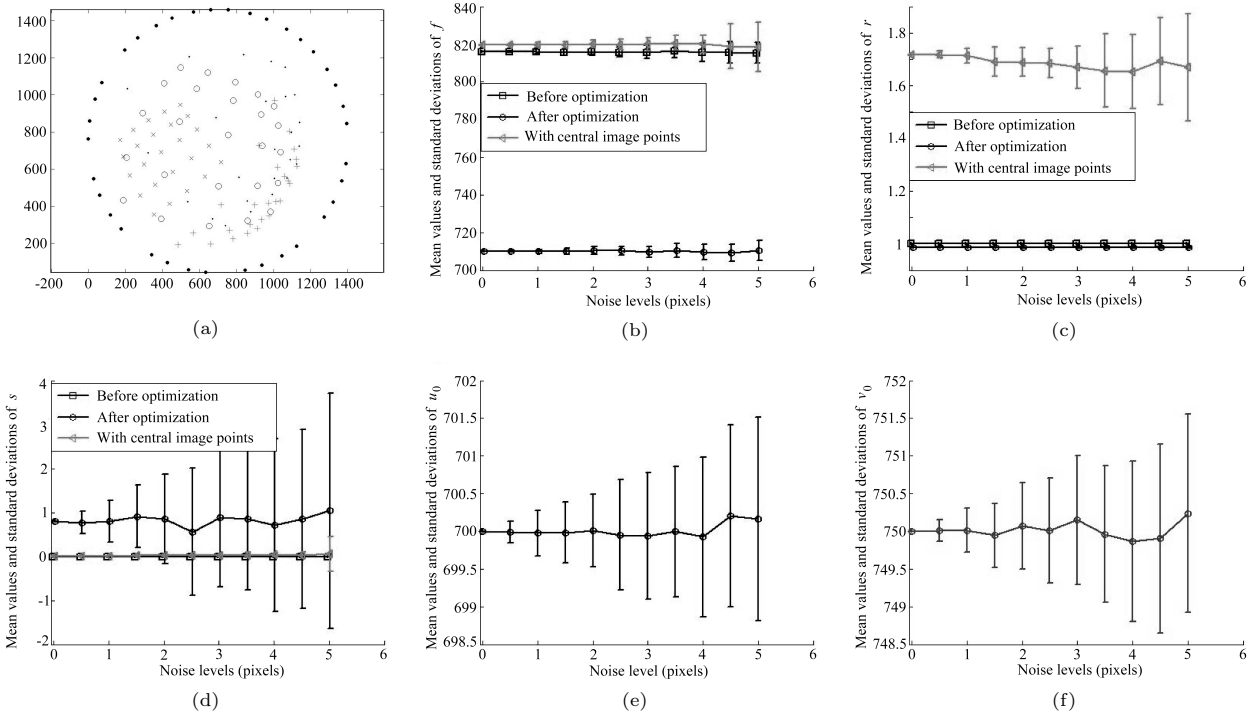 1400
1200
1000
800
600
400
200
-200 0 200 400 600 800 1000 1200 1400
(a)
Mean values and standard deviations of f
840
820
800
780
760
740
720
700
Before optimization
After optimization
With central image points
0 1 2 3 4 5 6
Noise levels (pixels)
(b)
Mean values and standard deviations of r
1.8
1.6
1.4
1.2
1
Before optimization
After optimization
With central image points
0 1 2 3 4 5 6
Noise levels (pixels)
(c)
Mean values and standard deviations of s
4
3
2
1
0
-1
-2
Before optimization
After optimization
With central image points
0 1 2 3 4 5 6
Noise levels (pixels)
(d)
Mean values and standard deviations of u0
702
701.5
701
700.5
700
699.5
699
698.5
0 1 2 3 4 5 6
Noise level (pixels)
(e)
Mean values and standard deviations of v0
752
751
750.5
750
749.5
749
748.5
0 1 2 3 4 5 6
Noise levels (pixels)
(f)